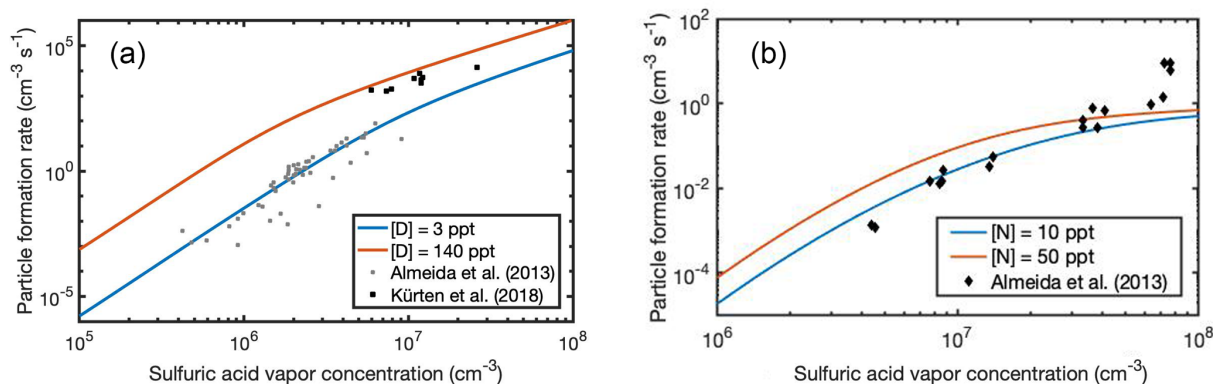 (a)
Particle formation rate (cm⁻³ s⁻¹)
10⁵
10⁰
10⁻⁵
[D] = 3 ppt
[D] = 140 ppt
Almeida et al. (2013)
Kürten et al. (2018)
10⁵ 10⁶ 10⁷ 10⁸
Sulfuric acid vapor concentration (cm⁻³)
(b)
Particle formation rate (cm⁻³ s⁻¹)
10²
10⁰
10⁻²
10⁻⁴
[N] = 10 ppt
[N] = 50 ppt
Almeida et al. (2013)
10⁶ 10⁷ 10⁸
Sulfuric acid vapor concentration (cm⁻³)